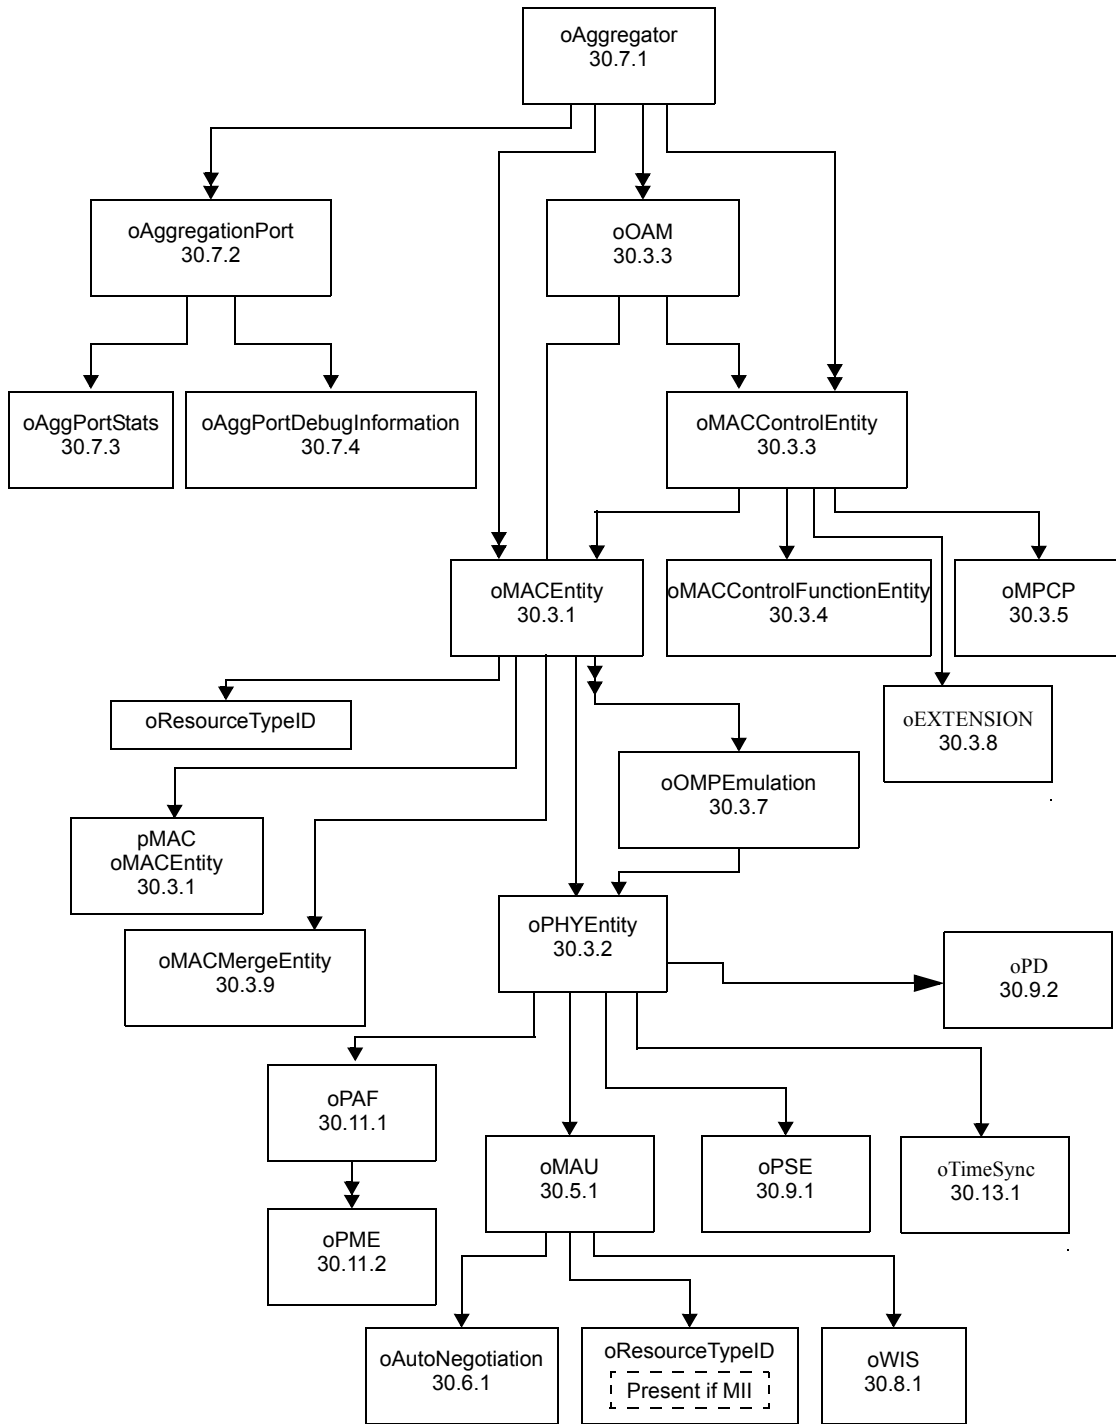 oAggregator
30.7.1
oAggregationPort
30.7.2
oOAM
30.3.3
oAggPortStats
30.7.3
oAggPortDebugInformation
30.7.4
oMACControlEntity
30.3.3
oMACEntity
30.3.1
oMACControlFunctionEntity
30.3.4
oMPCP
30.3.5
oResourceTypeID
oEXTENSION
30.3.8
oOMPEmulation
30.3.7
pMAC
oMACEntity
30.3.1
oMACMergeEntity
30.3.9
oPHYEntity
30.3.2
oPD
30.9.2
oPAF
30.11.1
oMAU
30.5.1
oPSE
30.9.1
oTimeSync
30.13.1
oPME
30.11.2
oAutoNegotiation
30.6.1
oResourceTypeID
Present if MII
oWIS
30.8.1